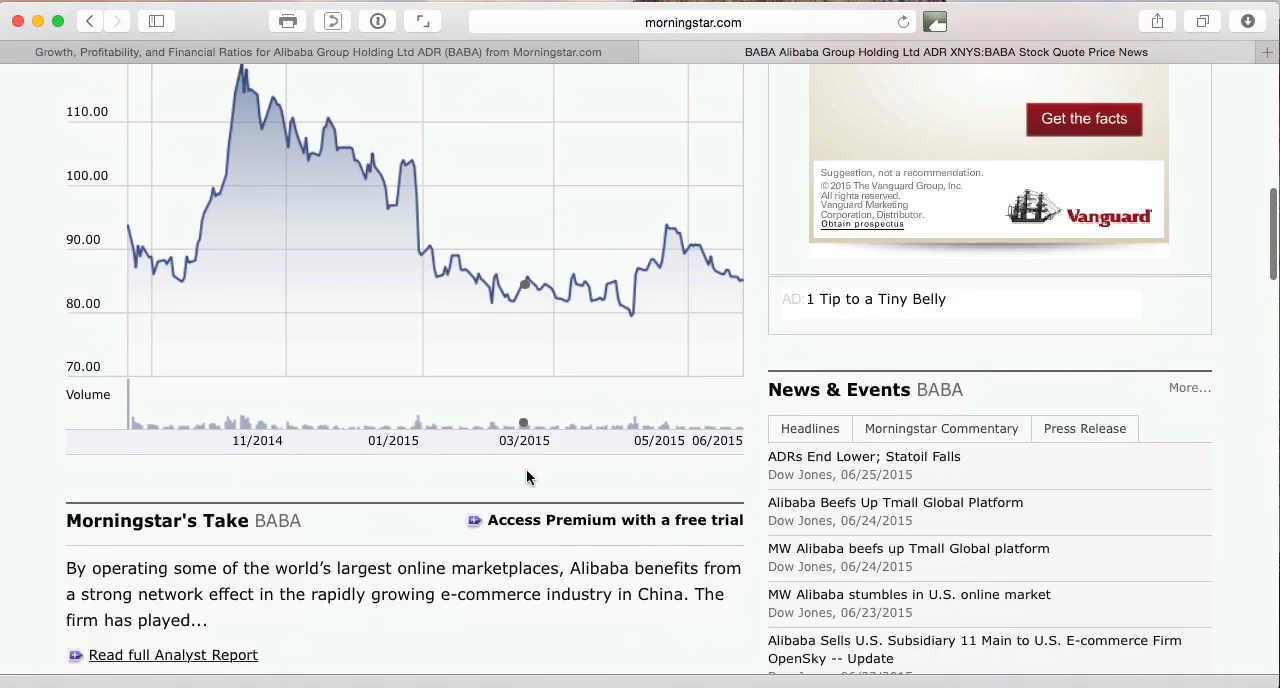 morningstar.com
Growth, Profitability, and Financial Ratios for Alibaba Group Holding Ltd ADR (BABA) from Morningstar.com
BABA Alibaba Group Holding Ltd ADR XNYS:BABA Stock Quote Price News
110.00
100.00
90.00
80.00
70.00
Volume
11/2014
01/2015
03/2015
05/2015
06/2015
Morningstar's Take BABA
Access Premium with a free trial
By operating some of the world’s largest online marketplaces, Alibaba benefits from
a strong network effect in the rapidly growing e-commerce industry in China. The
firm has played...
Read full Analyst Report
Get the facts
Suggestion, not a recommendation.
© 2015 The Vanguard Group, Inc.
All rights reserved.
Vanguard Marketing
Corporation, Distributor.
Obtain prospectus
Vanguard
AD: 1 Tip to a Tiny Belly
News & Events BABA
More...
Headlines
Morningstar Commentary
Press Release
ADRs End Lower; Statoil Falls
Dow Jones, 06/25/2015
Alibaba Beefs Up Tmall Global Platform
Dow Jones, 06/24/2015
MW Alibaba beefs up Tmall Global platform
Dow Jones, 06/24/2015
MW Alibaba stumbles in U.S. online market
Dow Jones, 06/23/2015
Alibaba Sells U.S. Subsidiary 11 Main to U.S. E-commerce Firm
OpenSky -- Update